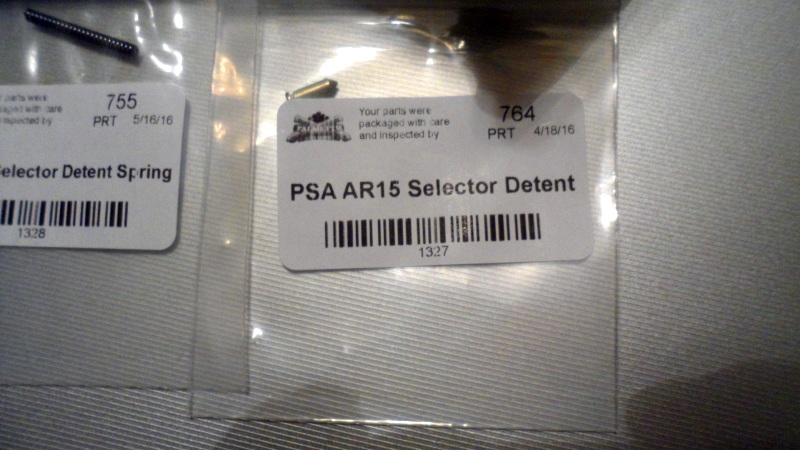 755
PRT 5/16/16
elector Detent Spring
1328
Your parts were
packaged with care
and inspected by
764
PRT 4/18/16
PSA AR15 Selector Detent
1327